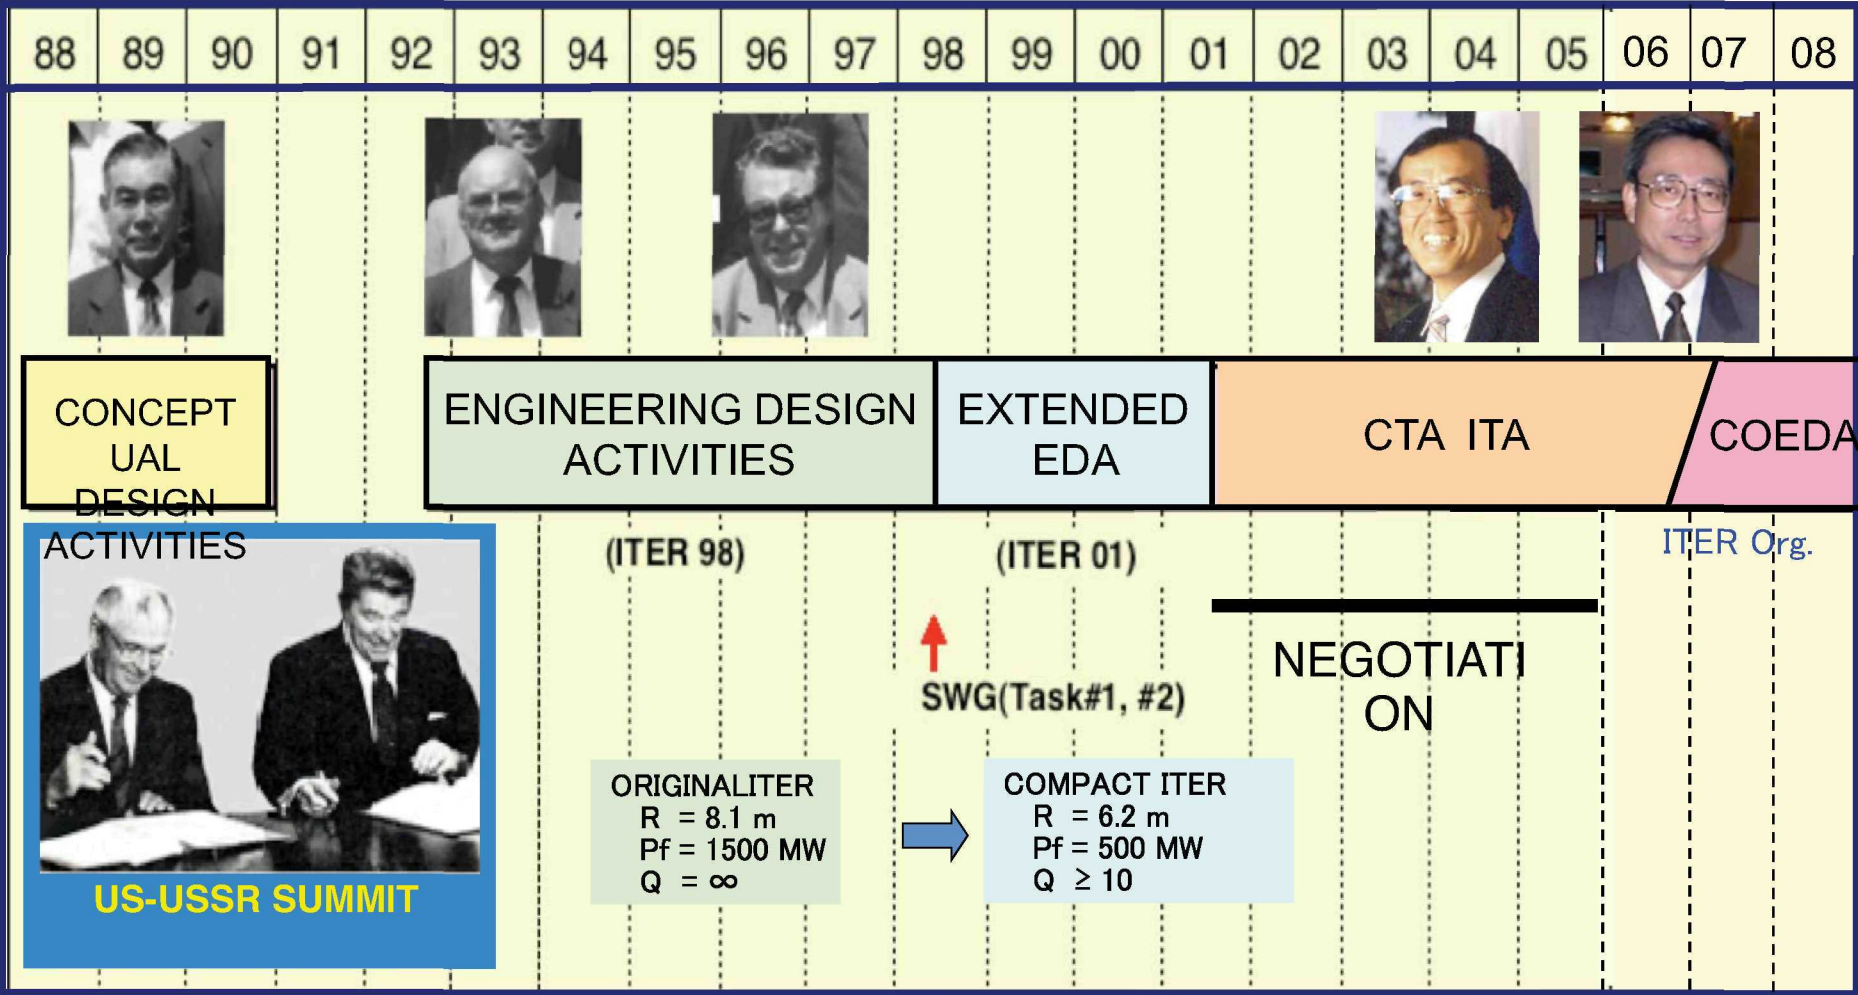 88 89 90 91 92 93 94 95 96 97 98 99 00 01 02 03 04 05 06 07 08
CONCEPT
UAL
DESIGN
ACTIVITIES
ENGINEERING DESIGN
ACTIVITIES
EXTENDED
EDA
CTA ITA
COEDA
(ITER 98)
(ITER 01)
ITER Org.
SWG(Task#1, #2)
NEGOTIATI
ON
ORIGINALITER
R = 8.1 m
Pf = 1500 MW
Q = ∞
COMPACT ITER
R = 6.2 m
Pf = 500 MW
Q ≥ 10
US-USSR SUMMIT